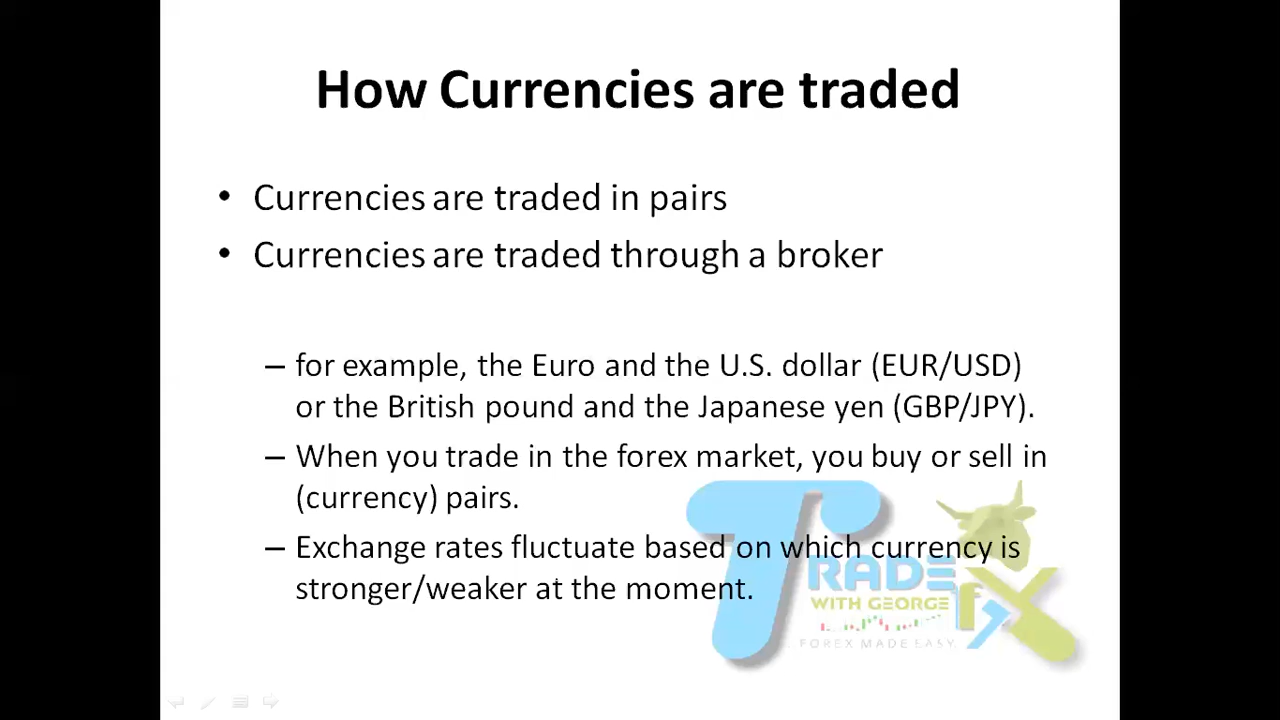 How Currencies are traded
• Currencies are traded in pairs
• Currencies are traded through a broker
– for example, the Euro and the U.S. dollar (EUR/USD)
or the British pound and the Japanese yen (GBP/JPY).
– When you trade in the forex market, you buy or sell in
(currency) pairs.
– Exchange rates fluctuate based on which currency is
stronger/weaker at the moment.
TRADE
WITH GEORGE
FX
FOREX MADE EASY